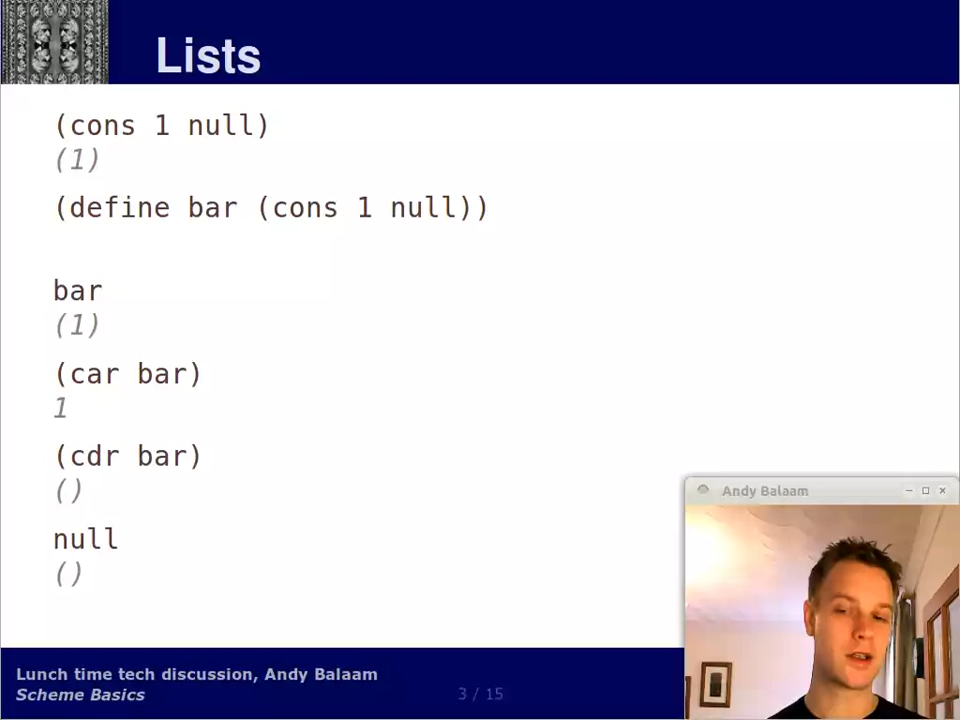 Lists
(cons 1 null)
(1)
(define bar (cons 1 null))
bar
(1)
(car bar)
1
(cdr bar)
()
null
()
Andy Balaam
Lunch time tech discussion, Andy Balaam
Scheme Basics
3 / 15